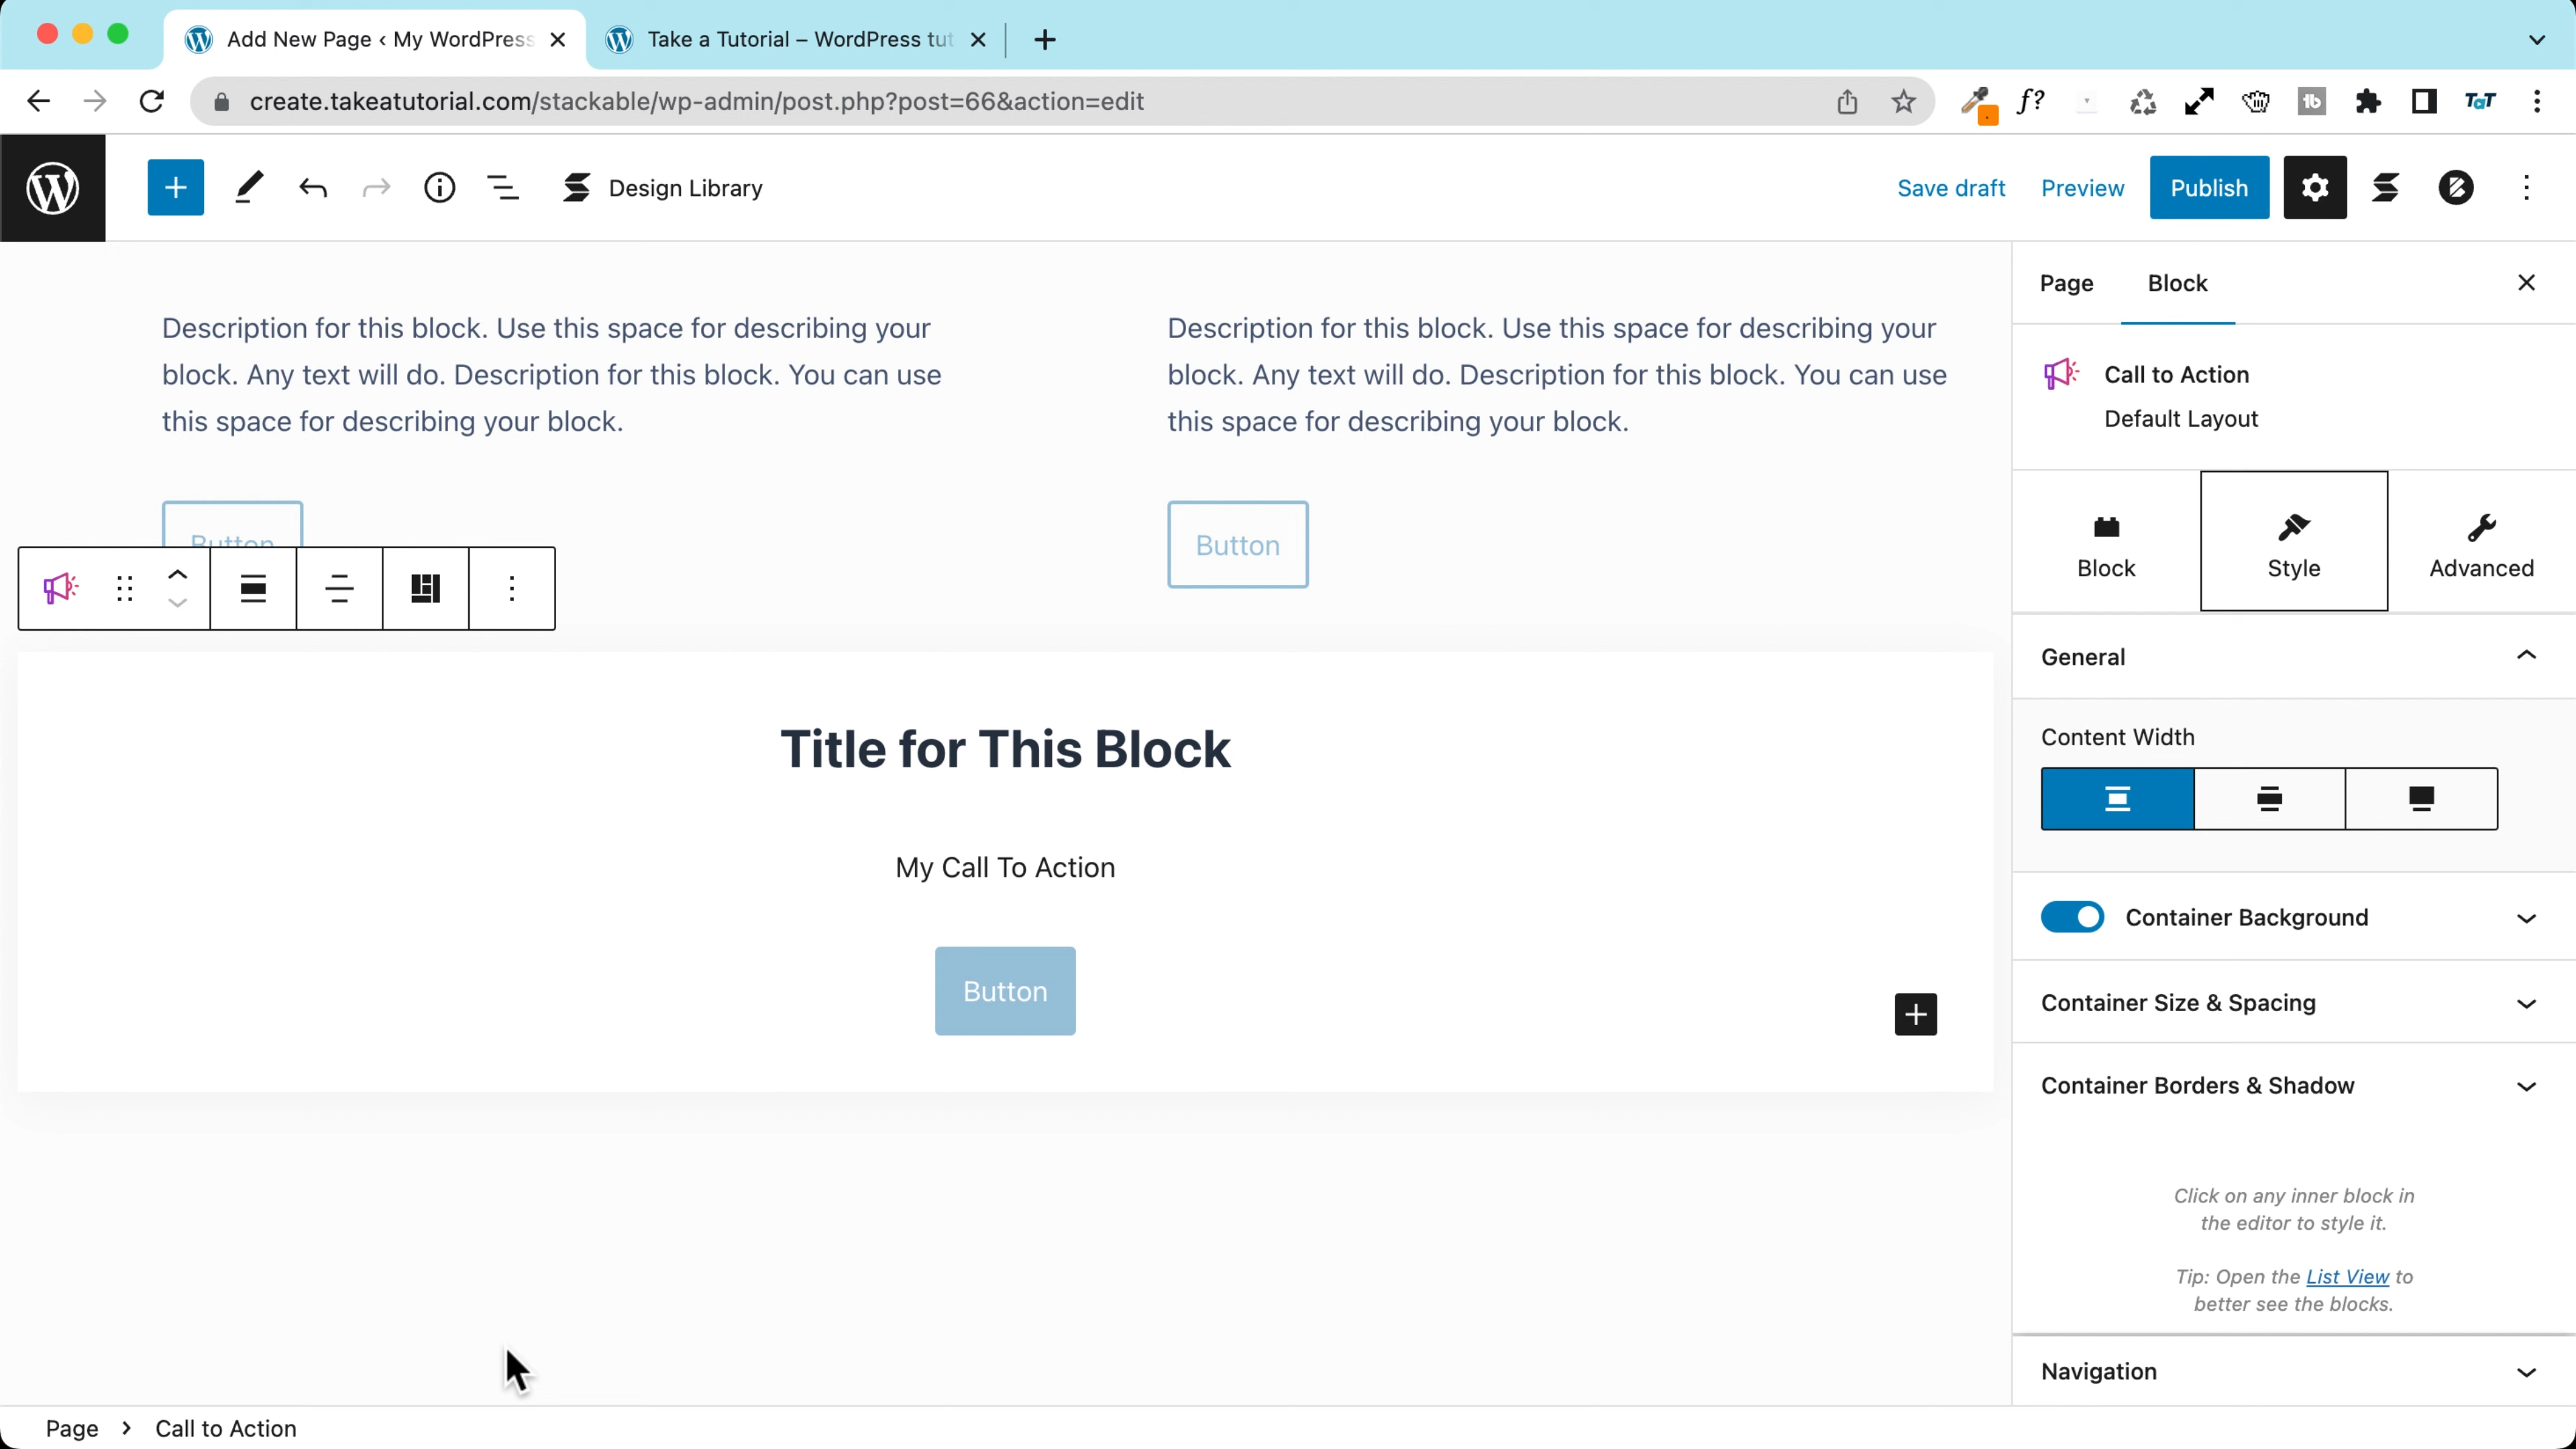 Add New Page ‹ My WordPress
Take a Tutorial – WordPress tut
create.takeatutorial.com/stackable/wp-admin/post.php?post=66&action=edit
f?
tb
TaT
Design Library
Save draft
Preview
Publish
Description for this block. Use this space for describing your
block. Any text will do. Description for this block. You can use
this space for describing your block.
Button
Description for this block. Use this space for describing your
block. Any text will do. Description for this block. You can use
this space for describing your block.
Button
Title for This Block
My Call To Action
Button
Page
Block
Call to Action
Default Layout
Block
Style
Advanced
General
Content Width
Container Background
Container Size & Spacing
Container Borders & Shadow
Click on any inner block in
the editor to style it.
Tip: Open the List View to
better see the blocks.
Navigation
Page › Call to Action